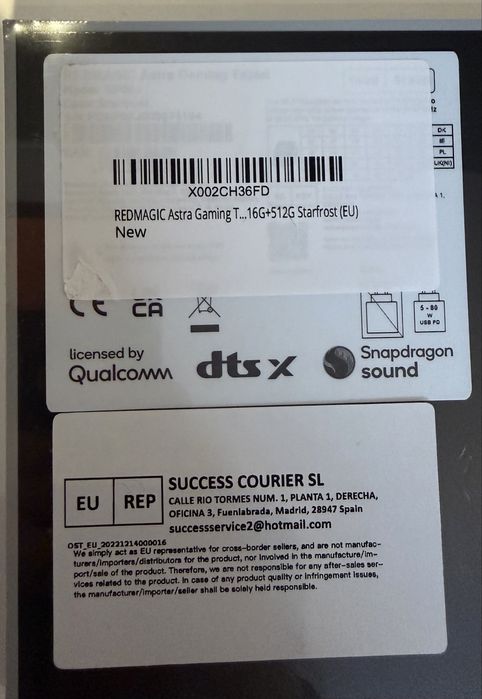 X002CH36FD
REDMAGIC Astra Gaming T...16G+512G Starfrost (EU)
New
DK
PL
UK(NI)
CE
UK
CA
5 - 80
W
USB PD
licensed by
Qualcomm
dts X
Snapdragon
sound
EU REP
SUCCESS COURIER SL
CALLE RIO TORMES NUM. 1, PLANTA 1, DERECHA,
OFICINA 3, Fuenlabrada, Madrid, 28947 Spain
successservice2@hotmail.com
OST_EU_20221214000016
We simply act as EU representative for cross-border sellers, and are not manufac-
turers/importers/distributors for the product, nor involved in the manufacture/im-
port/sale of the product. Therefore, we are not responsible for any after-sales ser-
vices related to the product. In case of any product quality or infringement issues,
the manufacturer/importer/seller shall be solely held responsible.